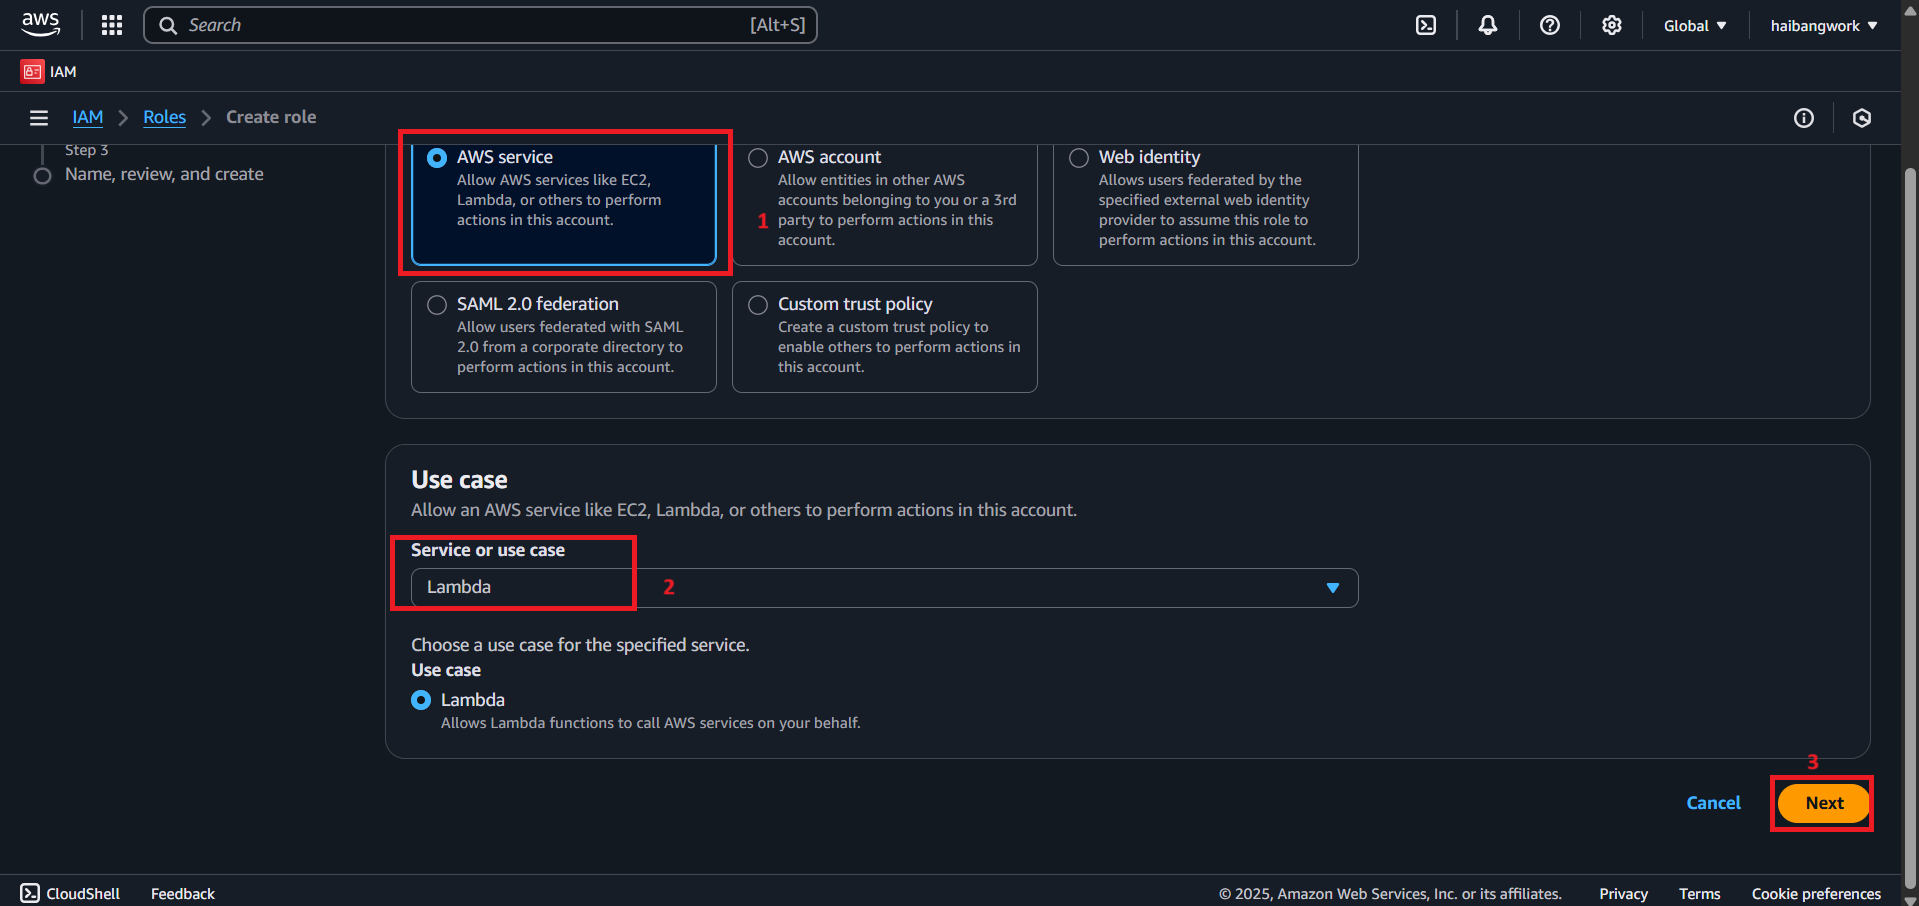 aws
Search [Alt+S]
Global
haibangwork
IAM
IAM > Roles > Create role
Step 3
Name, review, and create
AWS service
Allow AWS services like EC2,
Lambda, or others to perform
actions in this account.
1
AWS account
Allow entities in other AWS
accounts belonging to you or a 3rd
party to perform actions in this
account.
Web identity
Allows users federated by the
specified external web identity
provider to assume this role to
perform actions in this account.
SAML 2.0 federation
Allow users federated with SAML
2.0 from a corporate directory to
perform actions in this account.
Custom trust policy
Create a custom trust policy to
enable others to perform actions in
this account.
Use case
Allow an AWS service like EC2, Lambda, or others to perform actions in this account.
Service or use case
Lambda
2
Choose a use case for the specified service.
Use case
Lambda
Allows Lambda functions to call AWS services on your behalf.
3
Cancel
Next
CloudShell
Feedback
© 2025, Amazon Web Services, Inc. or its affiliates.
Privacy
Terms
Cookie preferences